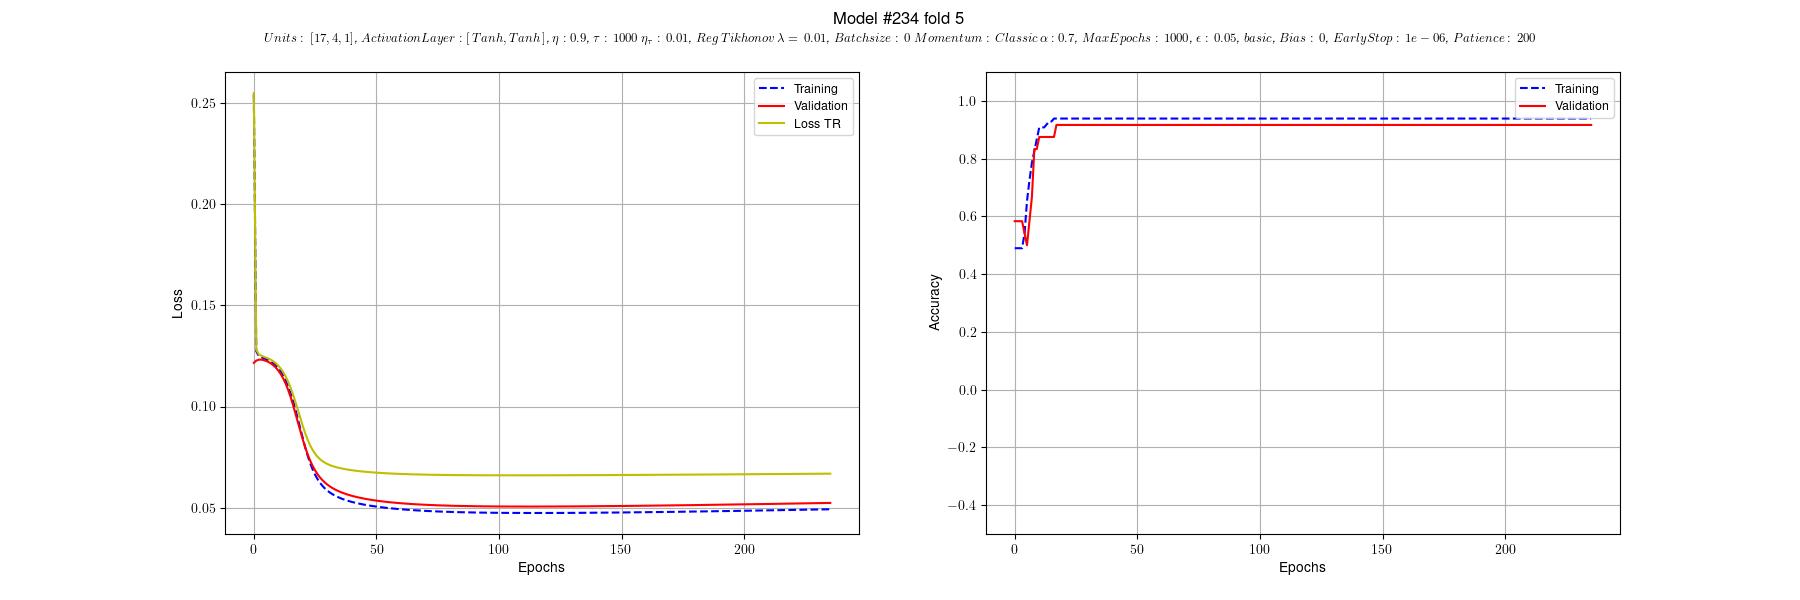 Model #234 fold 5
Units : [17, 4, 1], ActivationLayer : [Tanh, Tanh], η : 0.9, τ : 1000 η_τ : 0.01, Reg Tikhonov λ = 0.01, Batchsize : 0 Momentum : Classic α : 0.7, MaxEpochs : 1000, ϵ : 0.05, basic, Bias : 0, EarlyStop : 1e − 06, Patience : 200
Training
Validation
Loss TR
0.25
0.20
0.15
0.10
0.05
Loss
0 50 100 150 200
Epochs
Training
Validation
1.0
0.8
0.6
0.4
0.2
0.0
−0.2
−0.4
Accuracy
0 50 100 150 200
Epochs